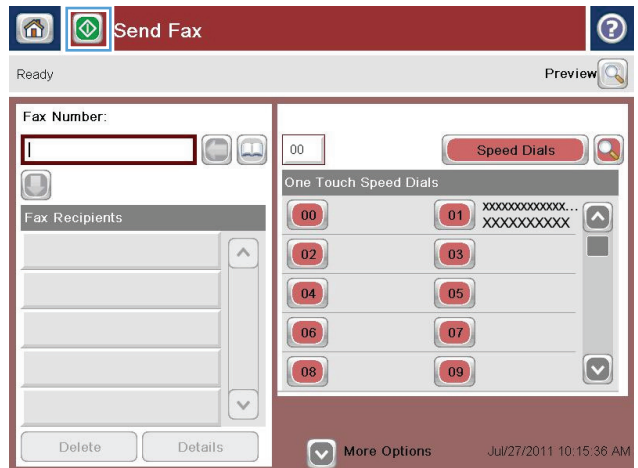 Send Fax
?
Ready
Preview
Fax Number:
00
Speed Dials
One Touch Speed Dials
Fax Recipients
00
01
XXXXXXXXXXXXX...
XXXXXXXXXX
02
03
04
05
06
07
08
09
Delete
Details
More Options
Jul/27/2011 10:15:36 AM